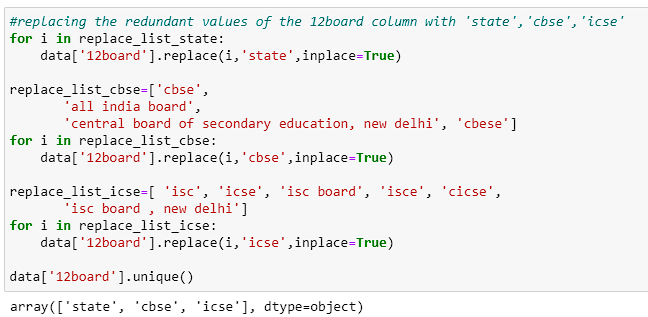 #replacing the redundant values of the 12board column with 'state','cbse','icse'
for i in replace_list_state:
    data['12board'].replace(i,'state',inplace=True)

replace_list_cbse=['cbse',
       'all india board',
       'central board of secondary education, new delhi', 'cbese']
for i in replace_list_cbse:
    data['12board'].replace(i,'cbse',inplace=True)

replace_list_icse=[ 'isc', 'icse', 'isc board', 'isce', 'cicse',
       'isc board , new delhi']
for i in replace_list_icse:
    data['12board'].replace(i,'icse',inplace=True)

data['12board'].unique()
array(['state', 'cbse', 'icse'], dtype=object)